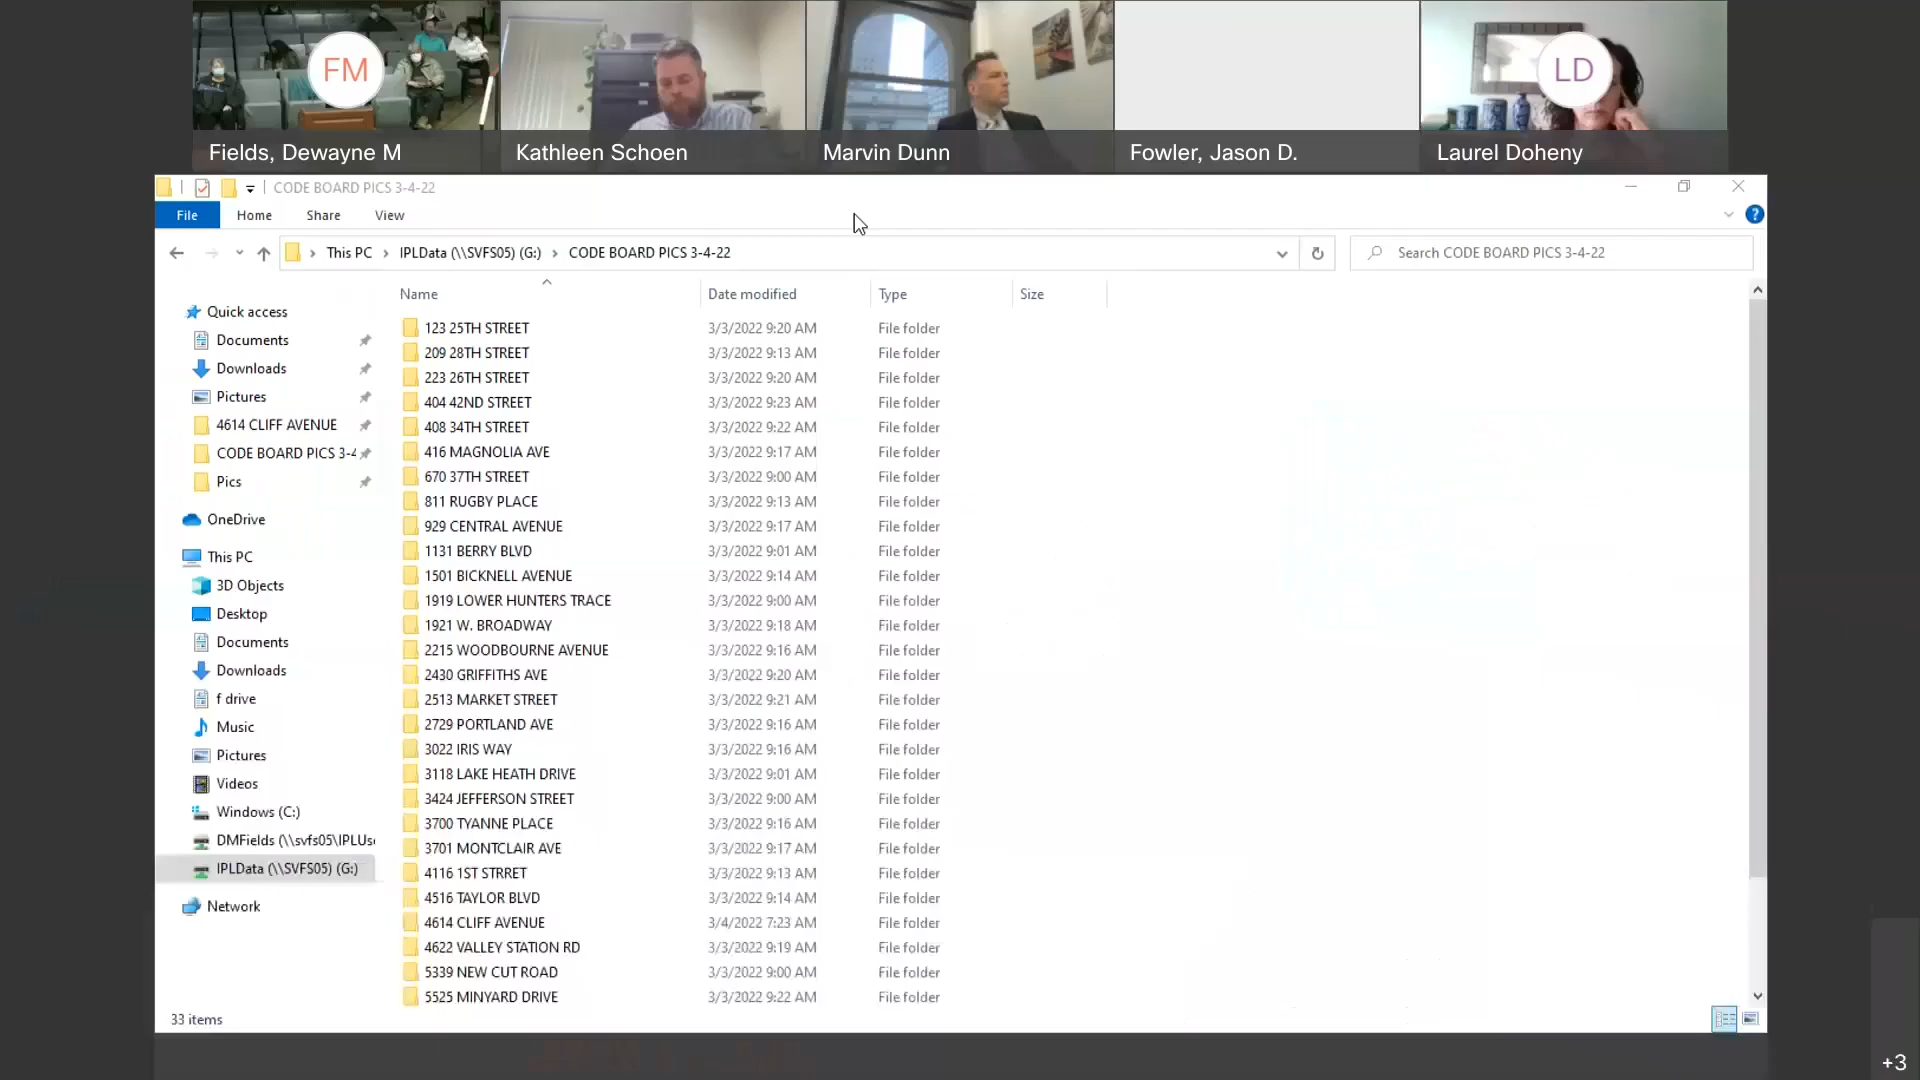 FM
LD
Fields, Dewayne M
Kathleen Schoen
Marvin Dunn
Fowler, Jason D.
Laurel Doheny
CODE BOARD PICS 3-4-22
File Home Share View
This PC > IPLData (\\SVFS05) (G:) > CODE BOARD PICS 3-4-22
Search CODE BOARD PICS 3-4-22
Quick access
Documents
Downloads
Pictures
4614 CLIFF AVENUE
CODE BOARD PICS 3-4
Pics
OneDrive
This PC
3D Objects
Desktop
Documents
Downloads
f drive
Music
Pictures
Videos
Windows (C:)
DMFields (\\svfs05\IPLUs
IPLData (\\SVFS05) (G:)
Network
Name Date modified Type Size
123 25TH STREET 3/3/2022 9:20 AM File folder
209 28TH STREET 3/3/2022 9:13 AM File folder
223 26TH STREET 3/3/2022 9:20 AM File folder
404 42ND STREET 3/3/2022 9:23 AM File folder
408 34TH STREET 3/3/2022 9:22 AM File folder
416 MAGNOLIA AVE 3/3/2022 9:17 AM File folder
670 37TH STREET 3/3/2022 9:00 AM File folder
811 RUGBY PLACE 3/3/2022 9:13 AM File folder
929 CENTRAL AVENUE 3/3/2022 9:17 AM File folder
1131 BERRY BLVD 3/3/2022 9:01 AM File folder
1501 BICKNELL AVENUE 3/3/2022 9:14 AM File folder
1919 LOWER HUNTERS TRACE 3/3/2022 9:00 AM File folder
1921 W. BROADWAY 3/3/2022 9:18 AM File folder
2215 WOODBOURNE AVENUE 3/3/2022 9:16 AM File folder
2430 GRIFFITHS AVE 3/3/2022 9:20 AM File folder
2513 MARKET STREET 3/3/2022 9:21 AM File folder
2729 PORTLAND AVE 3/3/2022 9:16 AM File folder
3022 IRIS WAY 3/3/2022 9:16 AM File folder
3118 LAKE HEATH DRIVE 3/3/2022 9:01 AM File folder
3424 JEFFERSON STREET 3/3/2022 9:00 AM File folder
3700 TYANNE PLACE 3/3/2022 9:16 AM File folder
3701 MONTCLAIR AVE 3/3/2022 9:17 AM File folder
4116 1ST STRRET 3/3/2022 9:13 AM File folder
4516 TAYLOR BLVD 3/3/2022 9:14 AM File folder
4614 CLIFF AVENUE 3/4/2022 7:23 AM File folder
4622 VALLEY STATION RD 3/3/2022 9:19 AM File folder
5339 NEW CUT ROAD 3/3/2022 9:00 AM File folder
5525 MINYARD DRIVE 3/3/2022 9:22 AM File folder
33 items
+3